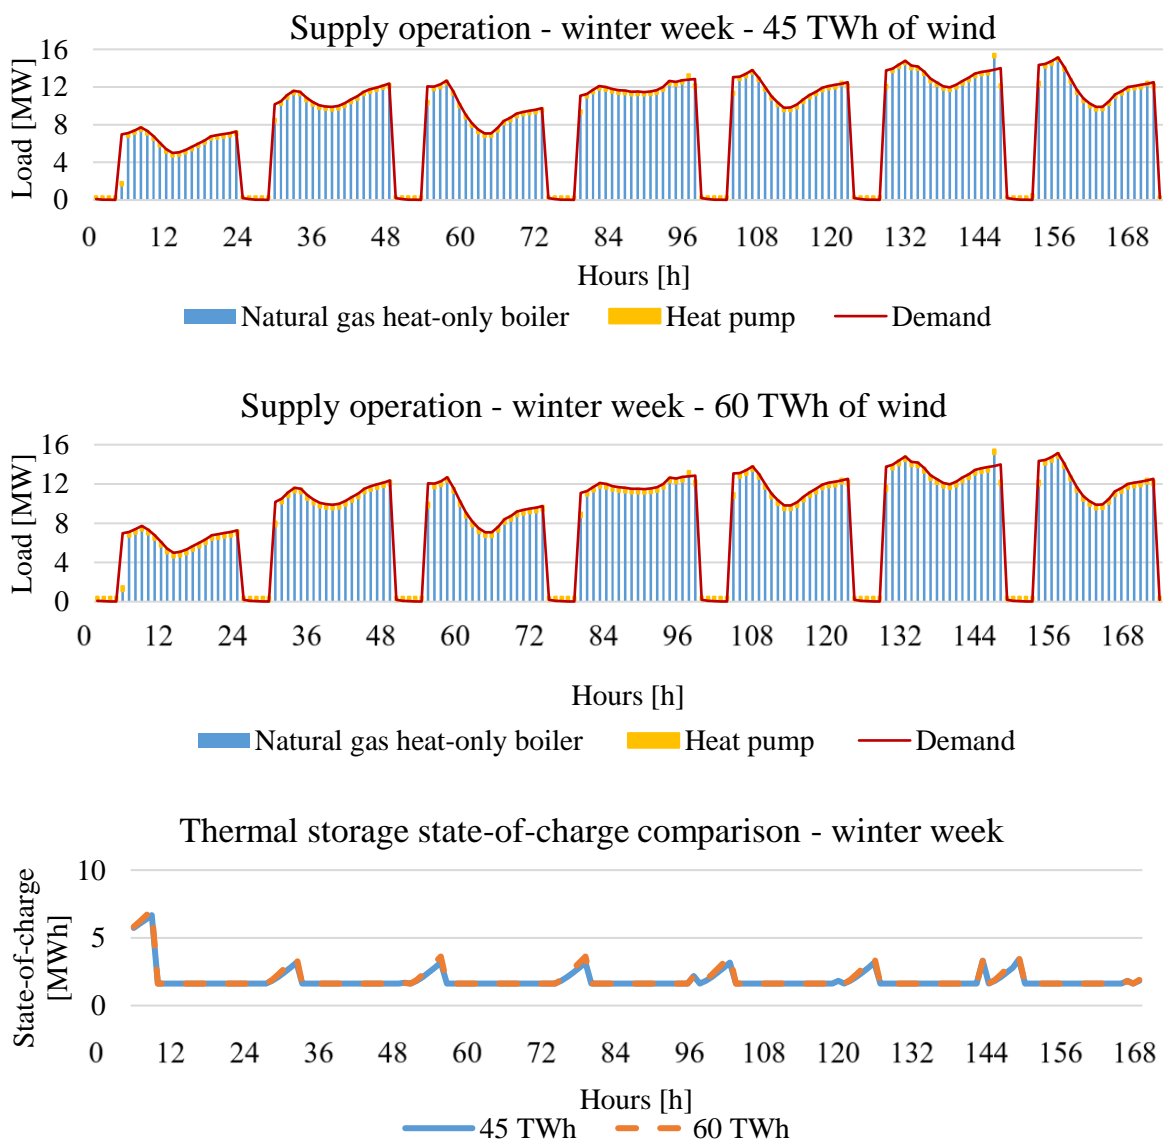 Supply operation - winter week - 45 TWh of wind
Load [MW]
16
12
8
4
0
0 12 24 36 48 60 72 84 96 108 120 132 144 156 168
Hours [h]
Natural gas heat-only boiler Heat pump Demand
Supply operation - winter week - 60 TWh of wind
Load [MW]
16
12
8
4
0
0 12 24 36 48 60 72 84 96 108 120 132 144 156 168
Hours [h]
Natural gas heat-only boiler Heat pump Demand
Thermal storage state-of-charge comparison - winter week
State-of-charge
[MWh]
10
5
0
0 12 24 36 48 60 72 84 96 108 120 132 144 156 168
Hours [h]
45 TWh 60 TWh